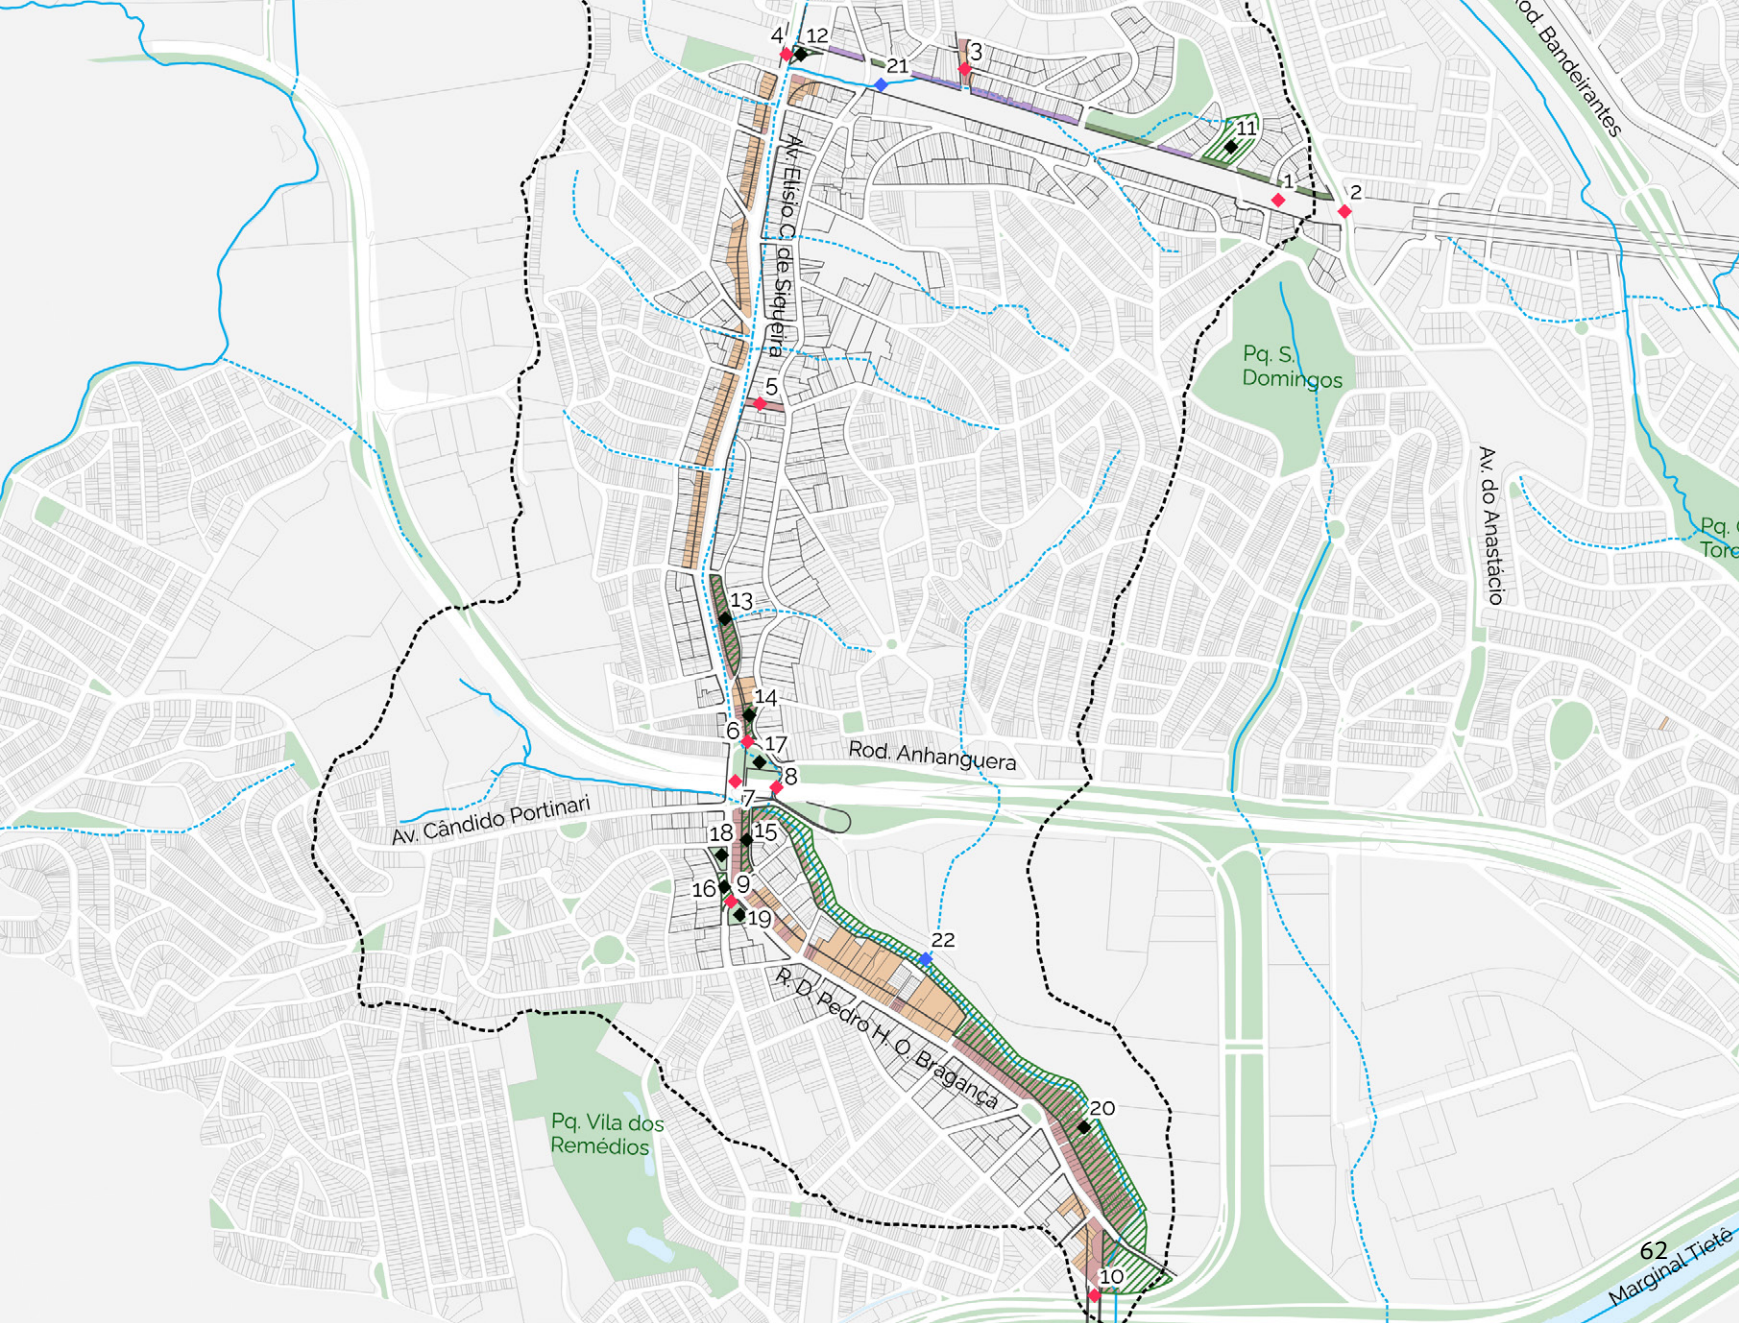 4
12
21
3
Rod. Bandeirantes
11
1
2
Av. Elísio C. de Siqueira
Pq. S.
Domingos
5
Av. do Anastácio
Pq.
13
14
6
17
8
7
Rod. Anhanguera
Av. Cândido Portinari
18
15
16
9
19
22
R. D. Pedro H. O. Bragança
20
Pq. Vila dos
Remédios
10
62
Marginal Tietê